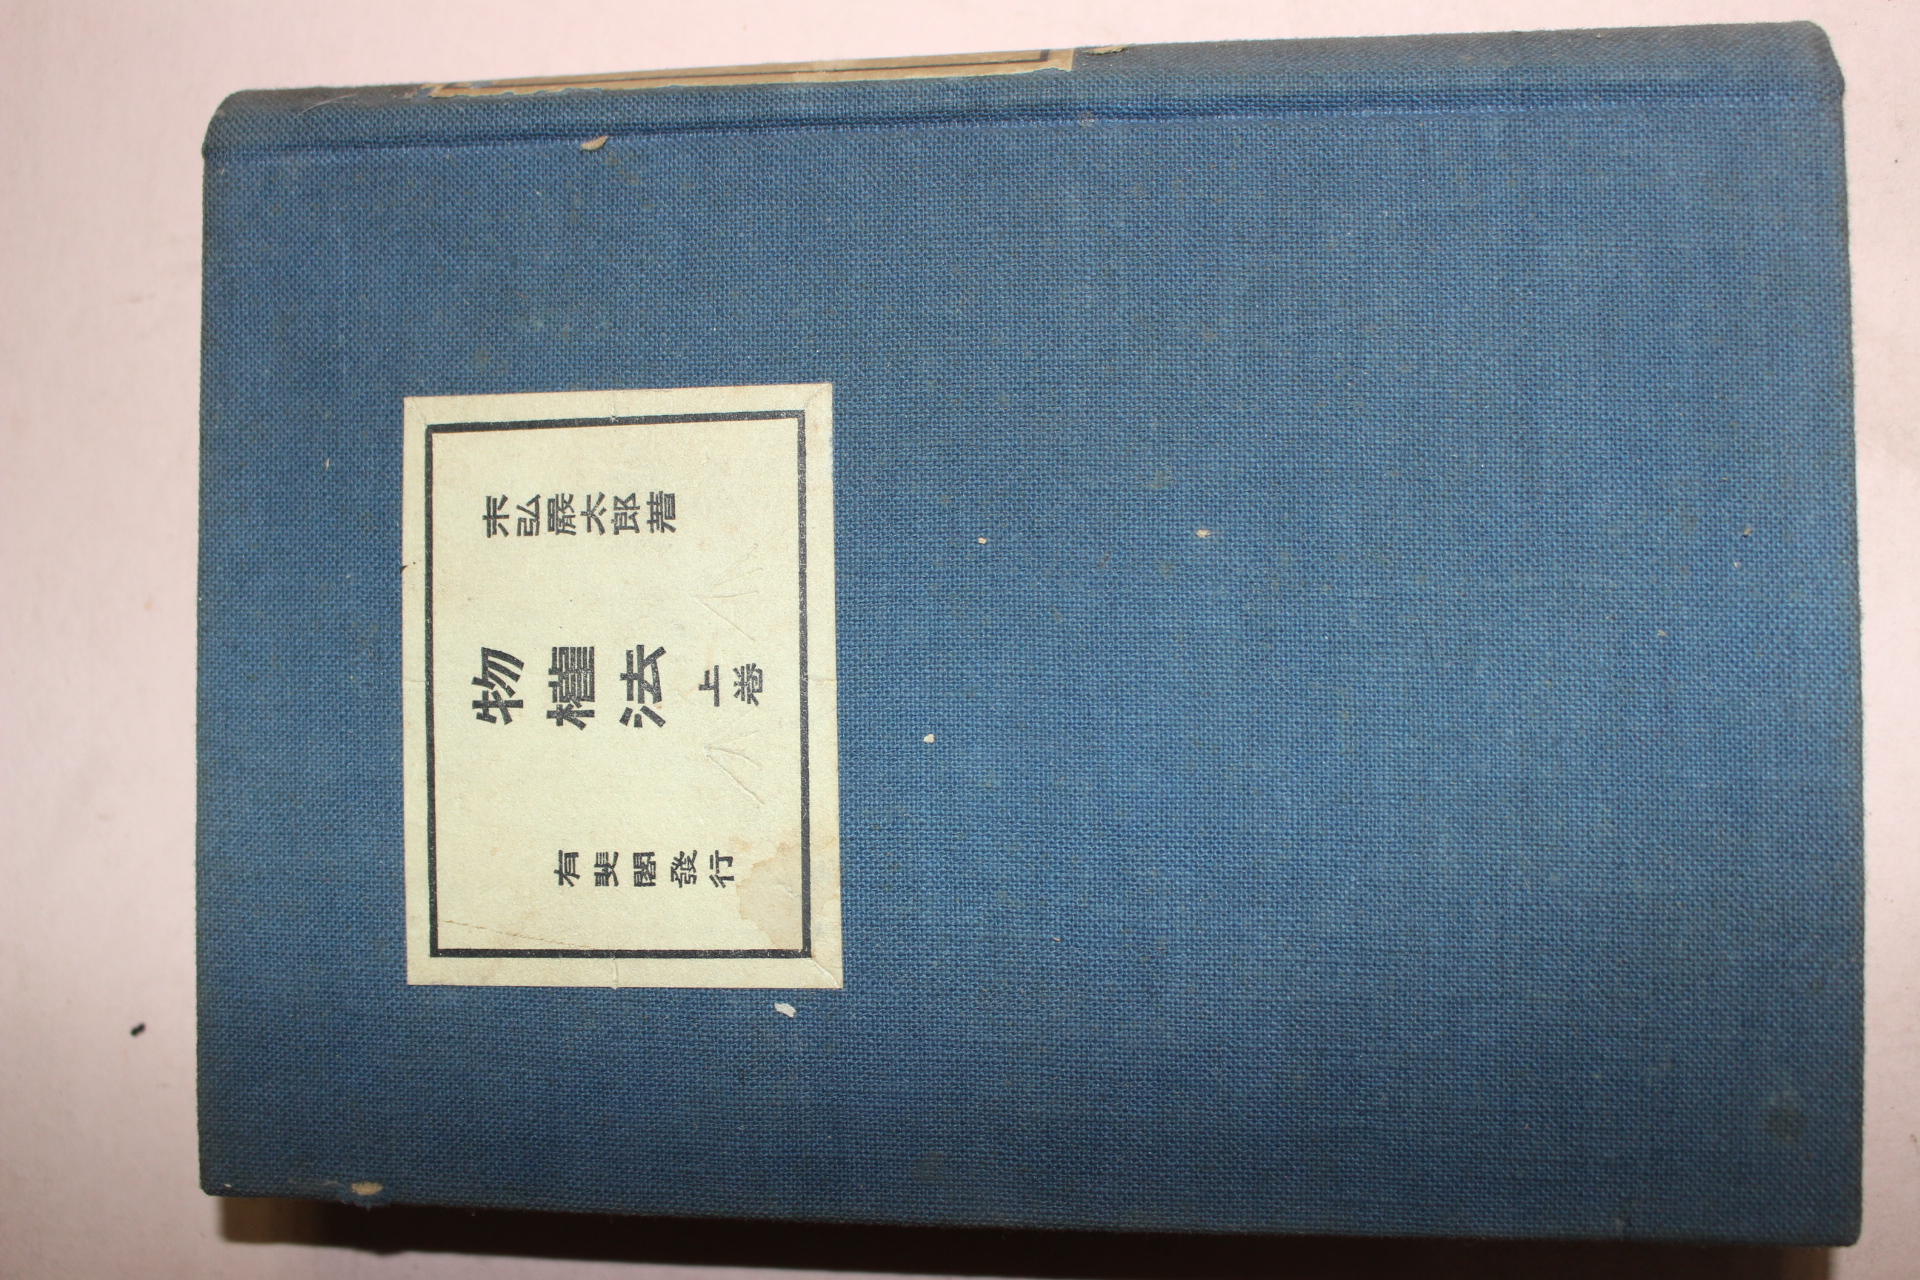 末弘嚴太郎著
物權法
上卷
有斐閣發行